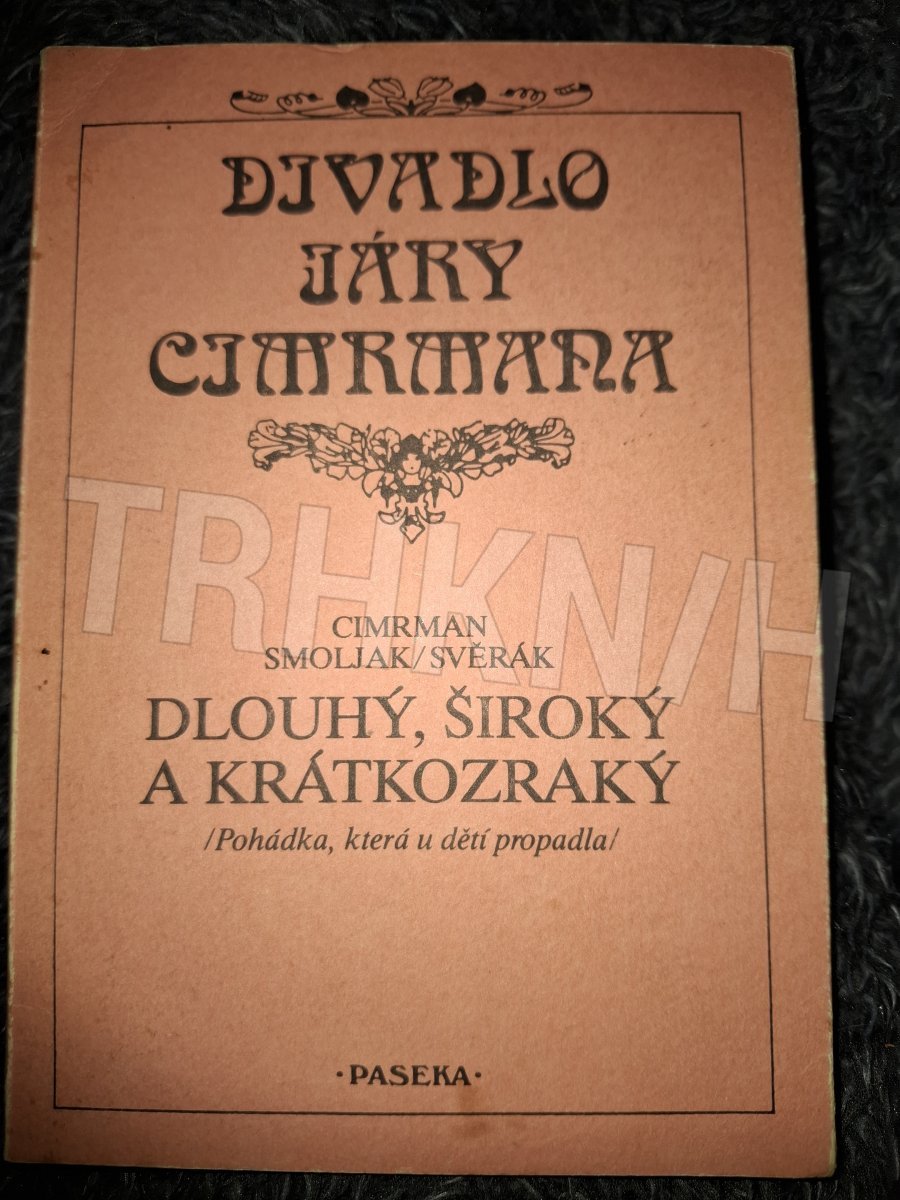 DIVADLO
JÁRY
CIMRMANA
TRHKNIH
CIMRMAN
SMOLJAK/SVĚRÁK
DLOUHÝ, ŠIROKÝ
A KRÁTKOZRAKÝ
/Pohádka, která u dětí propadla/
·PASEKA·